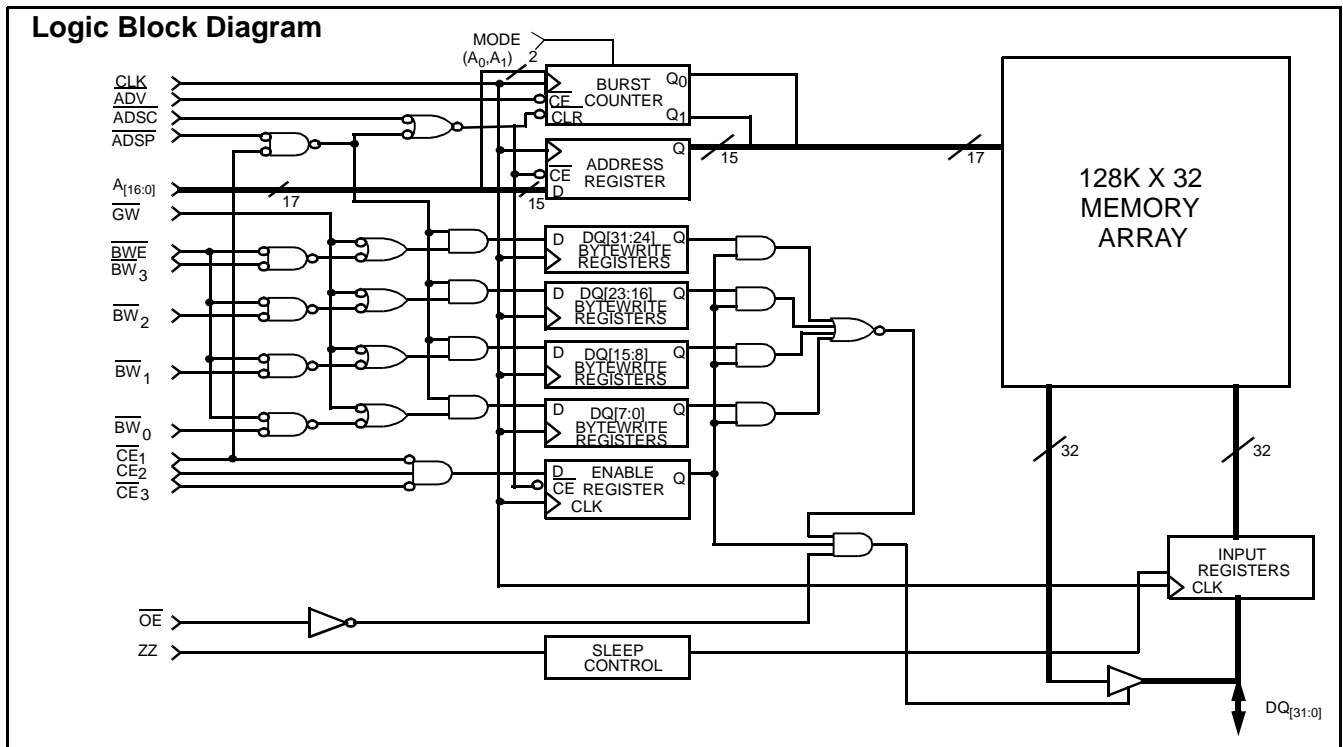 Logic Block Diagram
MODE
(A0,A1)
2
CLK
ADV
ADSC
ADSP
A[16:0]
17
GW
BWE
BW3
BW2
BW1
BW0
CE1
CE2
CE3
OE
ZZ
BURST
COUNTER
CE
CLR
Q0
Q1
ADDRESS
REGISTER
CE
D
Q
15
15
17
D
DQ[31:24]
BYTEWRITE
REGISTERS
Q
D
DQ[23:16]
BYTEWRITE
REGISTERS
Q
D
DQ[15:8]
BYTEWRITE
REGISTERS
Q
D
DQ[7:0]
BYTEWRITE
REGISTERS
Q
D
ENABLE
REGISTER
CE
CLK
Q
SLEEP
CONTROL
128K X 32
MEMORY
ARRAY
32
32
INPUT
REGISTERS
CLK
DQ[31:0]